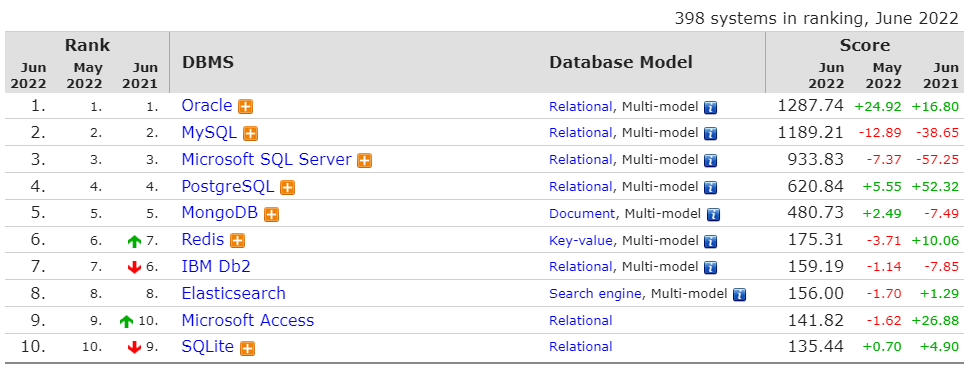 398 systems in ranking, June 2022
Rank DBMS Database Model Score
Jun 2022 May 2022 Jun 2021 Jun 2022 May 2022 Jun 2021
1. 1. 1. Oracle Relational, Multi-model 1287.74 +24.92 +16.80
2. 2. 2. MySQL Relational, Multi-model 1189.21 -12.89 -38.65
3. 3. 3. Microsoft SQL Server Relational, Multi-model 933.83 -7.37 -57.25
4. 4. 4. PostgreSQL Relational, Multi-model 620.84 +5.55 +52.32
5. 5. 5. MongoDB Document, Multi-model 480.73 +2.49 -7.49
6. 6. 7. Redis Key-value, Multi-model 175.31 -3.71 +10.06
7. 7. 6. IBM Db2 Relational, Multi-model 159.19 -1.14 -7.85
8. 8. 8. Elasticsearch Search engine, Multi-model 156.00 -1.70 +1.29
9. 9. 10. Microsoft Access Relational 141.82 -1.62 +26.88
10. 10. 9. SQLite Relational 135.44 +0.70 +4.90